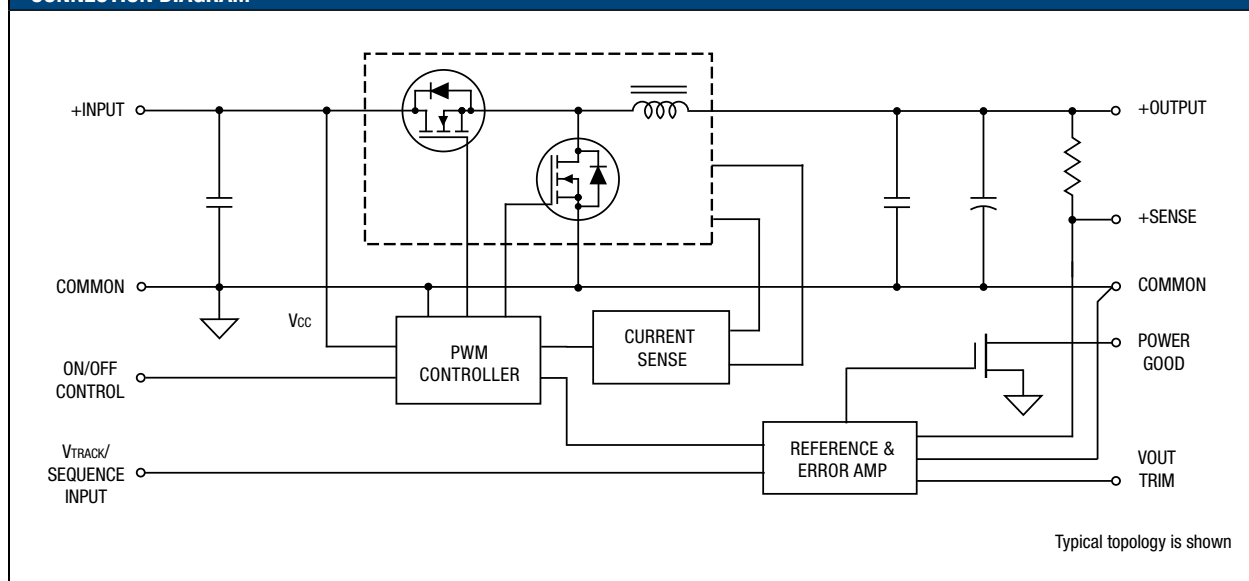 CONNECTION DIAGRAM
+INPUT
+OUTPUT
+SENSE
COMMON
COMMON
VCC
PWM
CONTROLLER
CURRENT
SENSE
POWER
GOOD
ON/OFF
CONTROL
VTRACK/
SEQUENCE
INPUT
REFERENCE &
ERROR AMP
VOUT
TRIM
Typical topology is shown